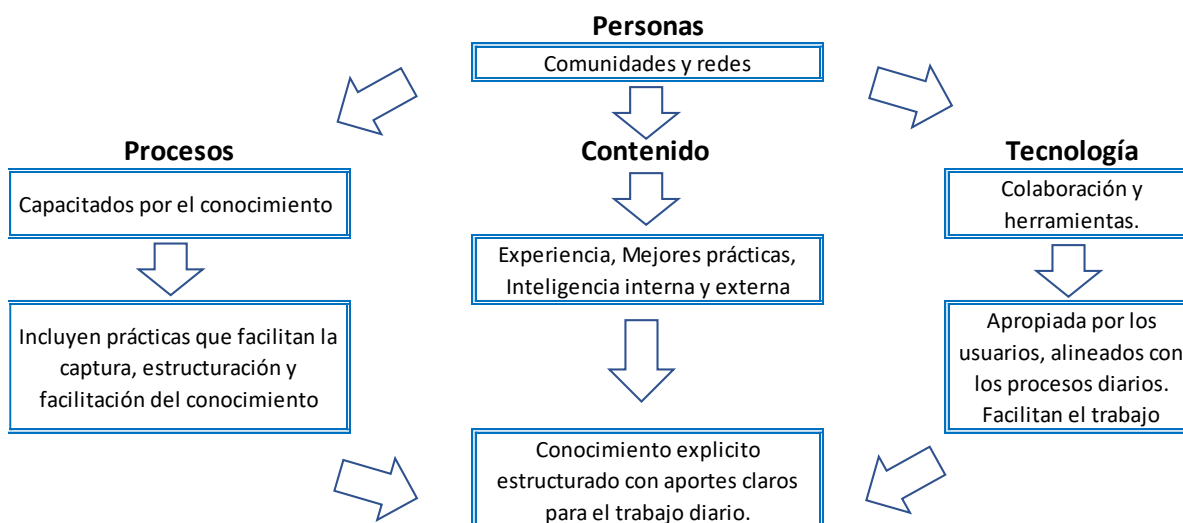 Personas
Comunidades y redes
Procesos
Capacitados por el conocimiento
Incluyen prácticas que facilitan la
captura, estructuración y
facilitación del conocimiento
Contenido
Experiencia, Mejores prácticas,
Inteligencia interna y externa
Conocimiento explicito
estructurado con aportes claros
para el trabajo diario.
Tecnología
Colaboración y
herramientas.
Apropiada por los
usuarios, alineados con
los procesos diarios.
Facilitan el trabajo